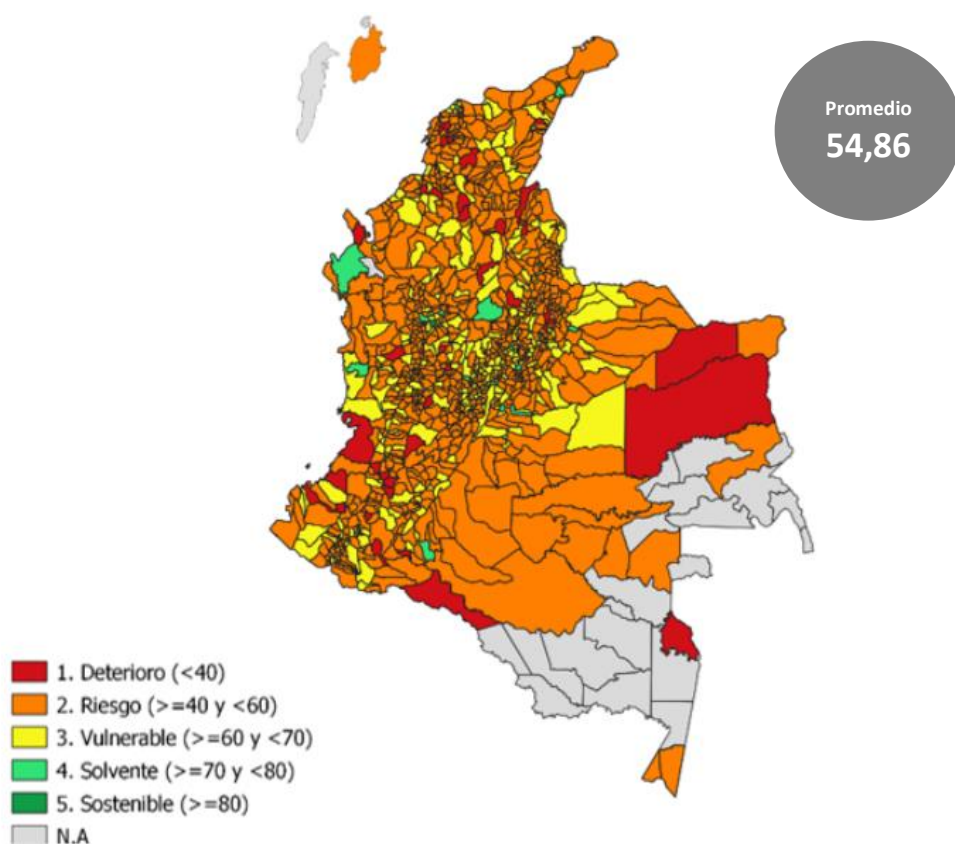 Promedio
54,86
1. Deterioro (<40)
2. Riesgo (>=40 y <60)
3. Vulnerable (>=60 y <70)
4. Solvente (>=70 y <80)
5. Sostenible (>=80)
N.A